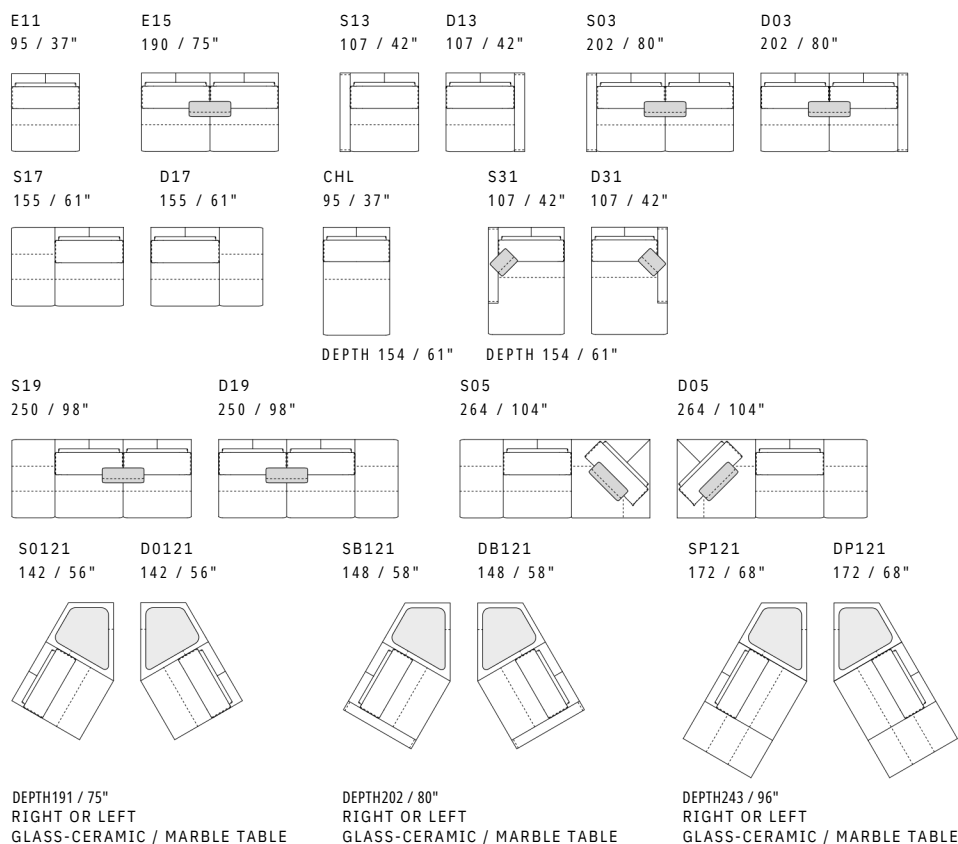 E11
95 / 37"
E15
190 / 75"
S13
107 / 42"
D13
107 / 42"
S03
202 / 80"
D03
202 / 80"
S17
155 / 61"
D17
155 / 61"
CHL
95 / 37"
S31
107 / 42"
D31
107 / 42"
DEPTH 154 / 61"
DEPTH 154 / 61"
S19
250 / 98"
D19
250 / 98"
S05
264 / 104"
D05
264 / 104"
S0121
142 / 56"
D0121
142 / 56"
SB121
148 / 58"
DB121
148 / 58"
SP121
172 / 68"
DP121
172 / 68"
DEPTH191 / 75"
RIGHT OR LEFT
GLASS-CERAMIC / MARBLE TABLE
DEPTH202 / 80"
RIGHT OR LEFT
GLASS-CERAMIC / MARBLE TABLE
DEPTH243 / 96"
RIGHT OR LEFT
GLASS-CERAMIC / MARBLE TABLE